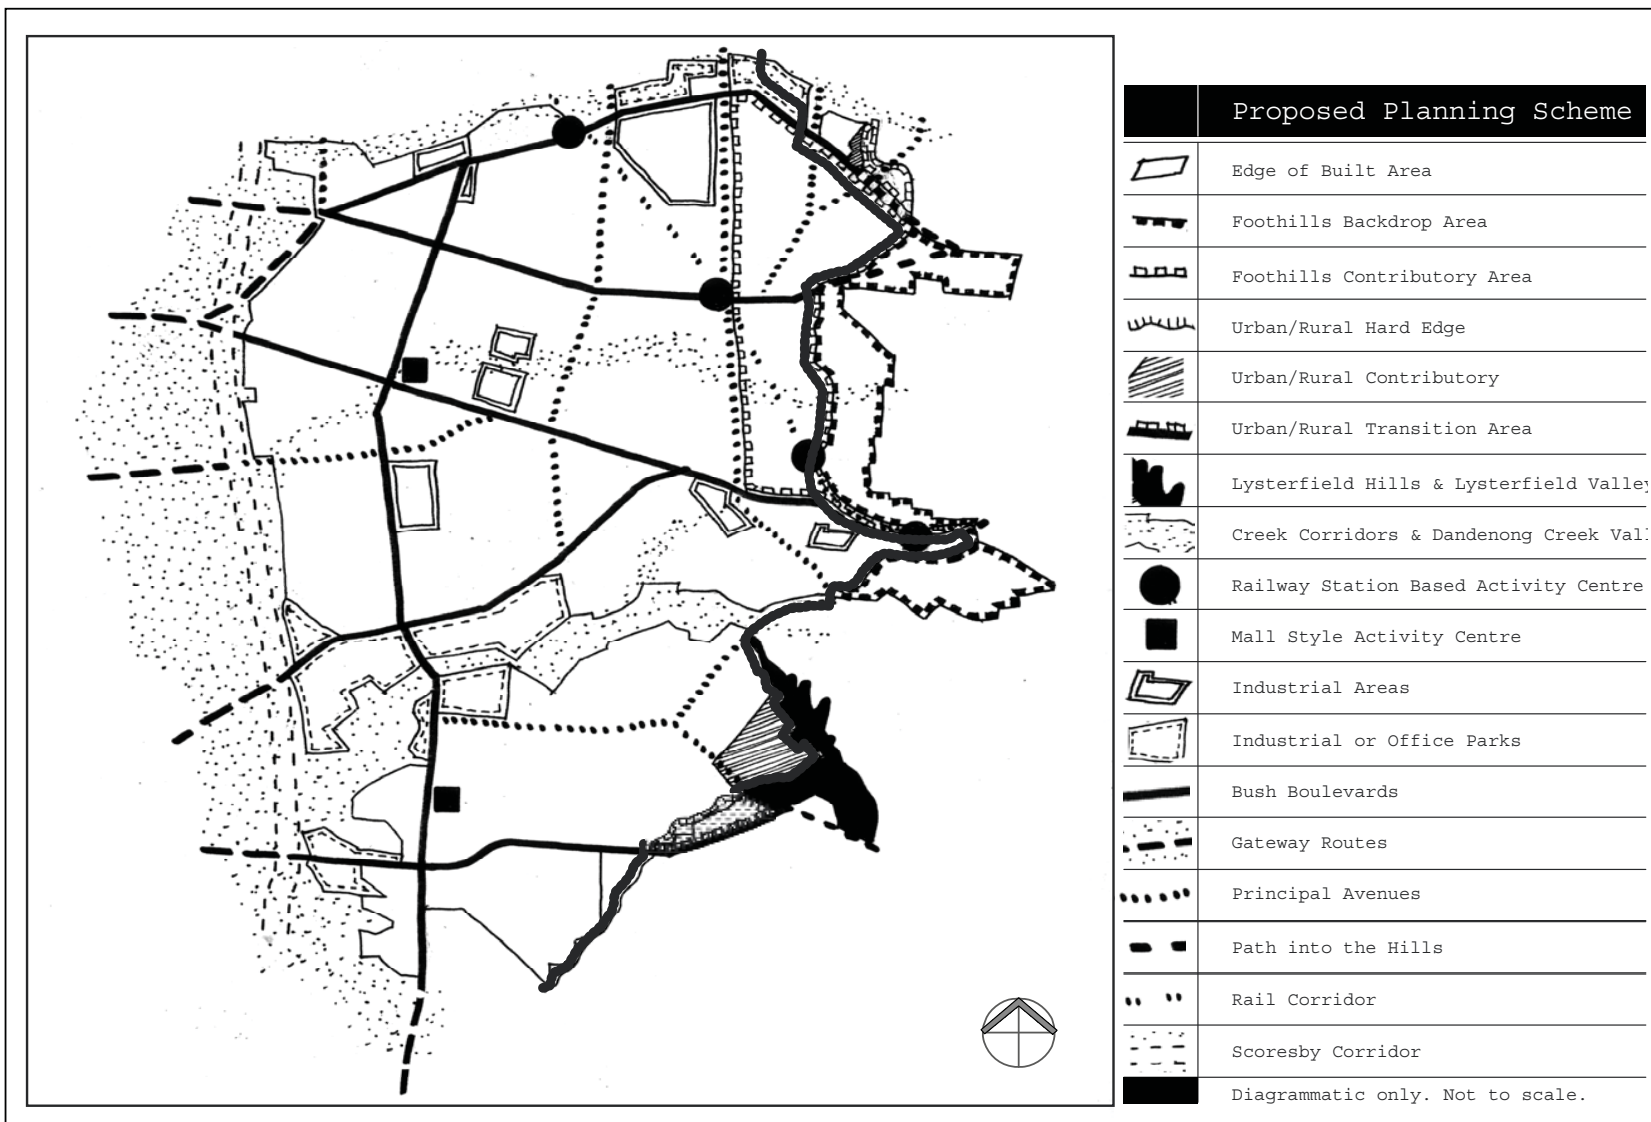 Proposed Planning Scheme
Edge of Built Area
Foothills Backdrop Area
Foothills Contributory Area
Urban/Rural Hard Edge
Urban/Rural Contributory
Urban/Rural Transition Area
Lysterfield Hills & Lysterfield Valley
Creek Corridors & Dandenong Creek Val
Railway Station Based Activity Centre
Mall Style Activity Centre
Industrial Areas
Industrial or Office Parks
Bush Boulevards
Gateway Routes
Principal Avenues
Path into the Hills
Rail Corridor
Scoresby Corridor
Diagrammatic only. Not to scale.